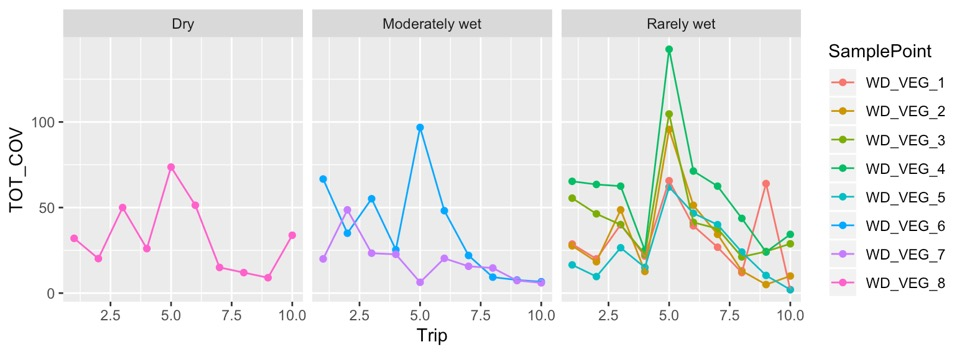 Dry
Moderately wet
Rarely wet
TOT_COV
100
50
0
2.5 5.0 7.5 10.0
2.5 5.0 7.5 10.0
2.5 5.0 7.5 10.0
Trip
SamplePoint
WD_VEG_1
WD_VEG_2
WD_VEG_3
WD_VEG_4
WD_VEG_5
WD_VEG_6
WD_VEG_7
WD_VEG_8